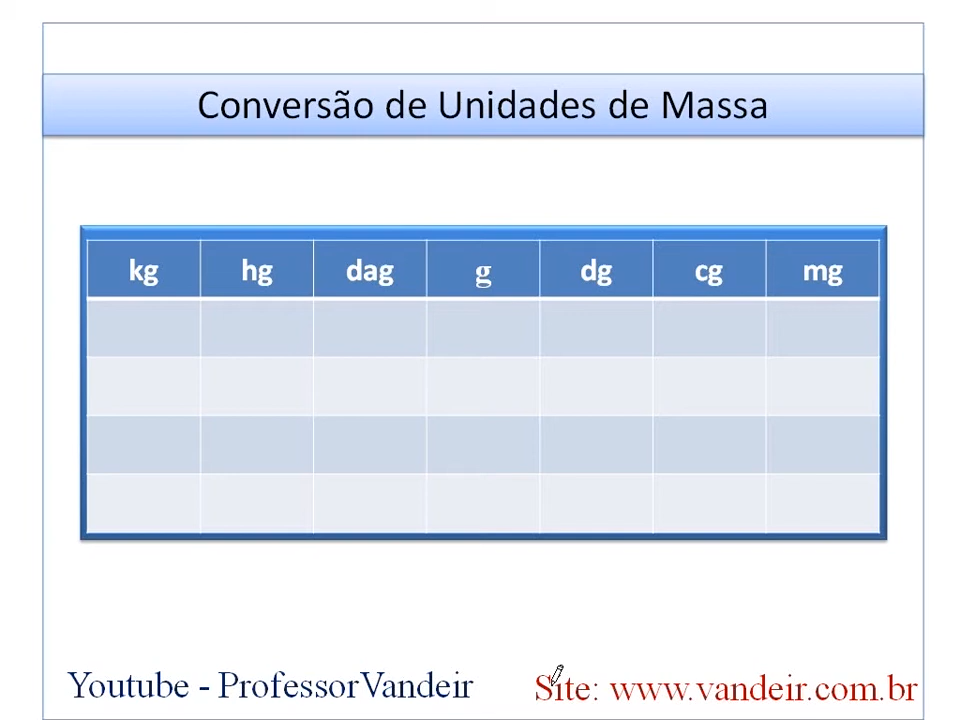 Conversão de Unidades de Massa
kg hg dag g dg cg mg
Youtube - ProfessorVandeir Site: www.vandeir.com.br